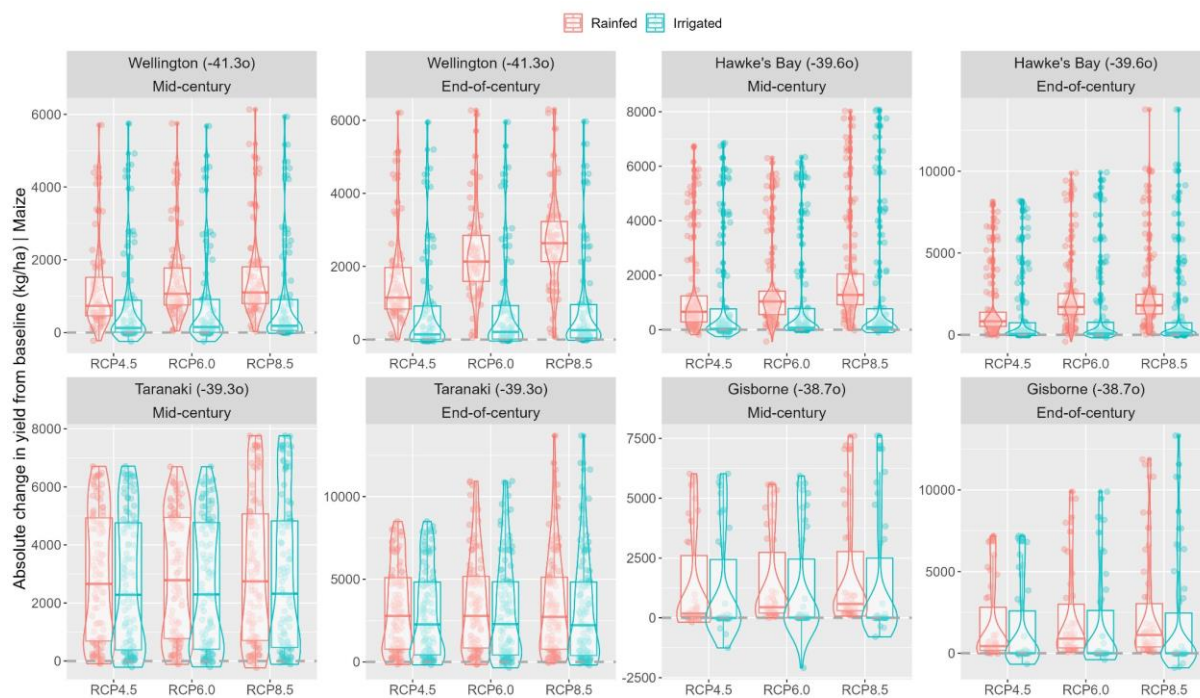 Rainfed Irrigated
Absolute change in yield from baseline (kg/ha) | Maize
Wellington (-41.3o)
Mid-century
6000
4000
2000
0
RCP4.5 RCP6.0 RCP8.5
Wellington (-41.3o)
End-of-century
6000
4000
2000
0
RCP4.5 RCP6.0 RCP8.5
Hawke's Bay (-39.6o)
Mid-century
8000
6000
4000
2000
0
RCP4.5 RCP6.0 RCP8.5
Hawke's Bay (-39.6o)
End-of-century
10000
5000
0
RCP4.5 RCP6.0 RCP8.5
Taranaki (-39.3o)
Mid-century
8000
6000
4000
2000
0
RCP4.5 RCP6.0 RCP8.5
Taranaki (-39.3o)
End-of-century
10000
5000
0
RCP4.5 RCP6.0 RCP8.5
Gisborne (-38.7o)
Mid-century
7500
5000
2500
0
-2500
RCP4.5 RCP6.0 RCP8.5
Gisborne (-38.7o)
End-of-century
10000
5000
0
RCP4.5 RCP6.0 RCP8.5